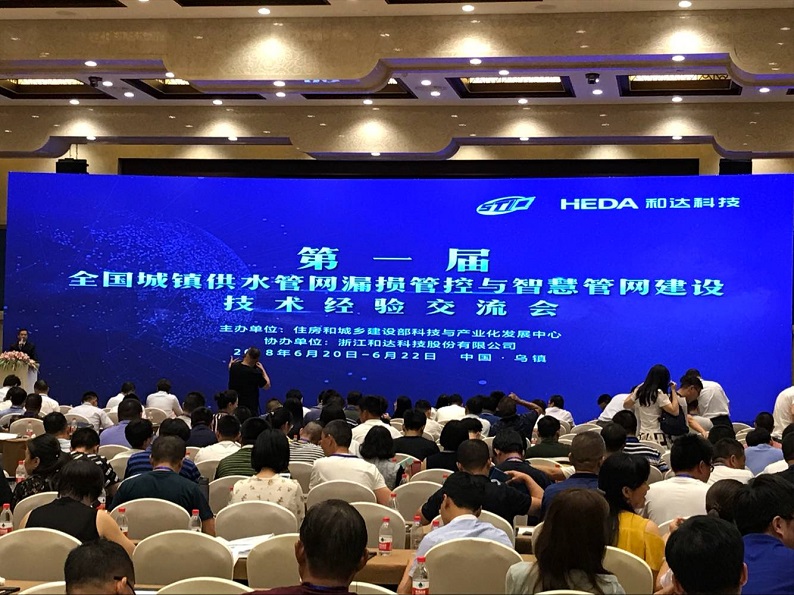 STIC HEDA 和达科技
第一届
全国城镇供水管网漏损管控与智慧管网建设
技术经验交流会
主办单位：住房和城乡建设部科技与产业化发展中心
协办单位：浙江和达科技股份有限公司
2018年6月20日-6月22日 中国·乌镇